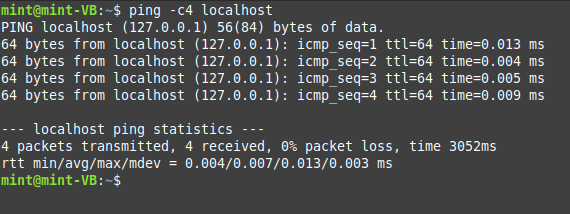 mint@mint-VB:~$ ping -c4 localhost
PING localhost (127.0.0.1) 56(84) bytes of data.
64 bytes from localhost (127.0.0.1): icmp_seq=1 ttl=64 time=0.013 ms
64 bytes from localhost (127.0.0.1): icmp_seq=2 ttl=64 time=0.004 ms
64 bytes from localhost (127.0.0.1): icmp_seq=3 ttl=64 time=0.005 ms
64 bytes from localhost (127.0.0.1): icmp_seq=4 ttl=64 time=0.009 ms

--- localhost ping statistics ---
4 packets transmitted, 4 received, 0% packet loss, time 3052ms
rtt min/avg/max/mdev = 0.004/0.007/0.013/0.003 ms
mint@mint-VB:~$